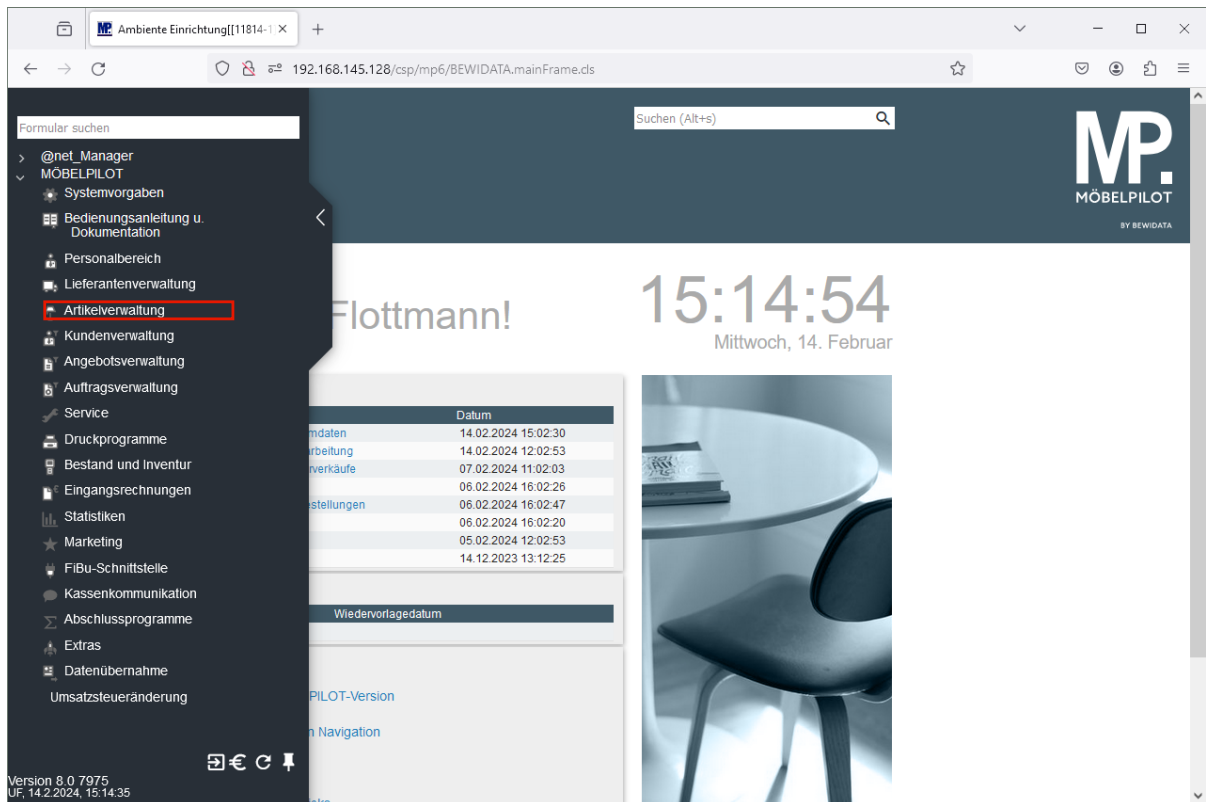 Ambiente Einrichtung[[11814-1]
192.168.145.128/csp/mp6/BEWIDATA.mainFrame.cls
Formular suchen
@net_Manager
MÖBELPILOT
Systemvorgaben
Bedienungsanleitung u.
Dokumentation
Personalbereich
Lieferantenverwaltung
Artikelverwaltung
Kundenverwaltung
Angebotsverwaltung
Auftragsverwaltung
Service
Druckprogramme
Bestand und Inventur
Eingangsrechnungen
Statistiken
Marketing
FiBu-Schnittstelle
Kassenkommunikation
Abschlussprogramme
Extras
Datenübernahme
Umsatzsteueränderung
Version 8.0 7975
UF, 14.2.2024, 15:14:35
Suchen (Alt+s)
MP.
MÖBELPILOT
BY BEWIDATA
Flottmann!
15:14:54
Mittwoch, 14. Februar
Datum
mdaten 14.02.2024 15:02:30
arbeitung 14.02.2024 12:02:53
rverkäufe 07.02.2024 11:02:03
06.02.2024 16:02:26
estellungen 06.02.2024 16:02:47
06.02.2024 16:02:20
05.02.2024 12:02:53
14.12.2023 13:12:25
Wiedervorlagedatum
PILOT-Version
n Navigation